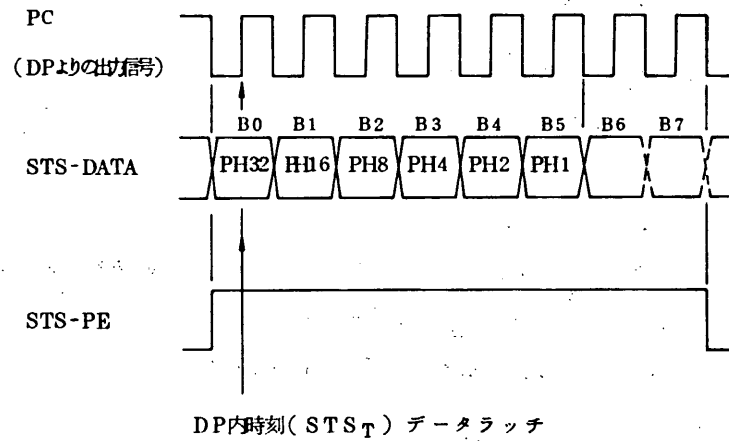 PC
(DPよりの出力信号)
B0 B1 B2 B3 B4 B5 B6 B7
STS-DATA PH32 PH16 PH8 PH4 PH2 PH1
STS-PE
DP内時刻(STST)データラッチ